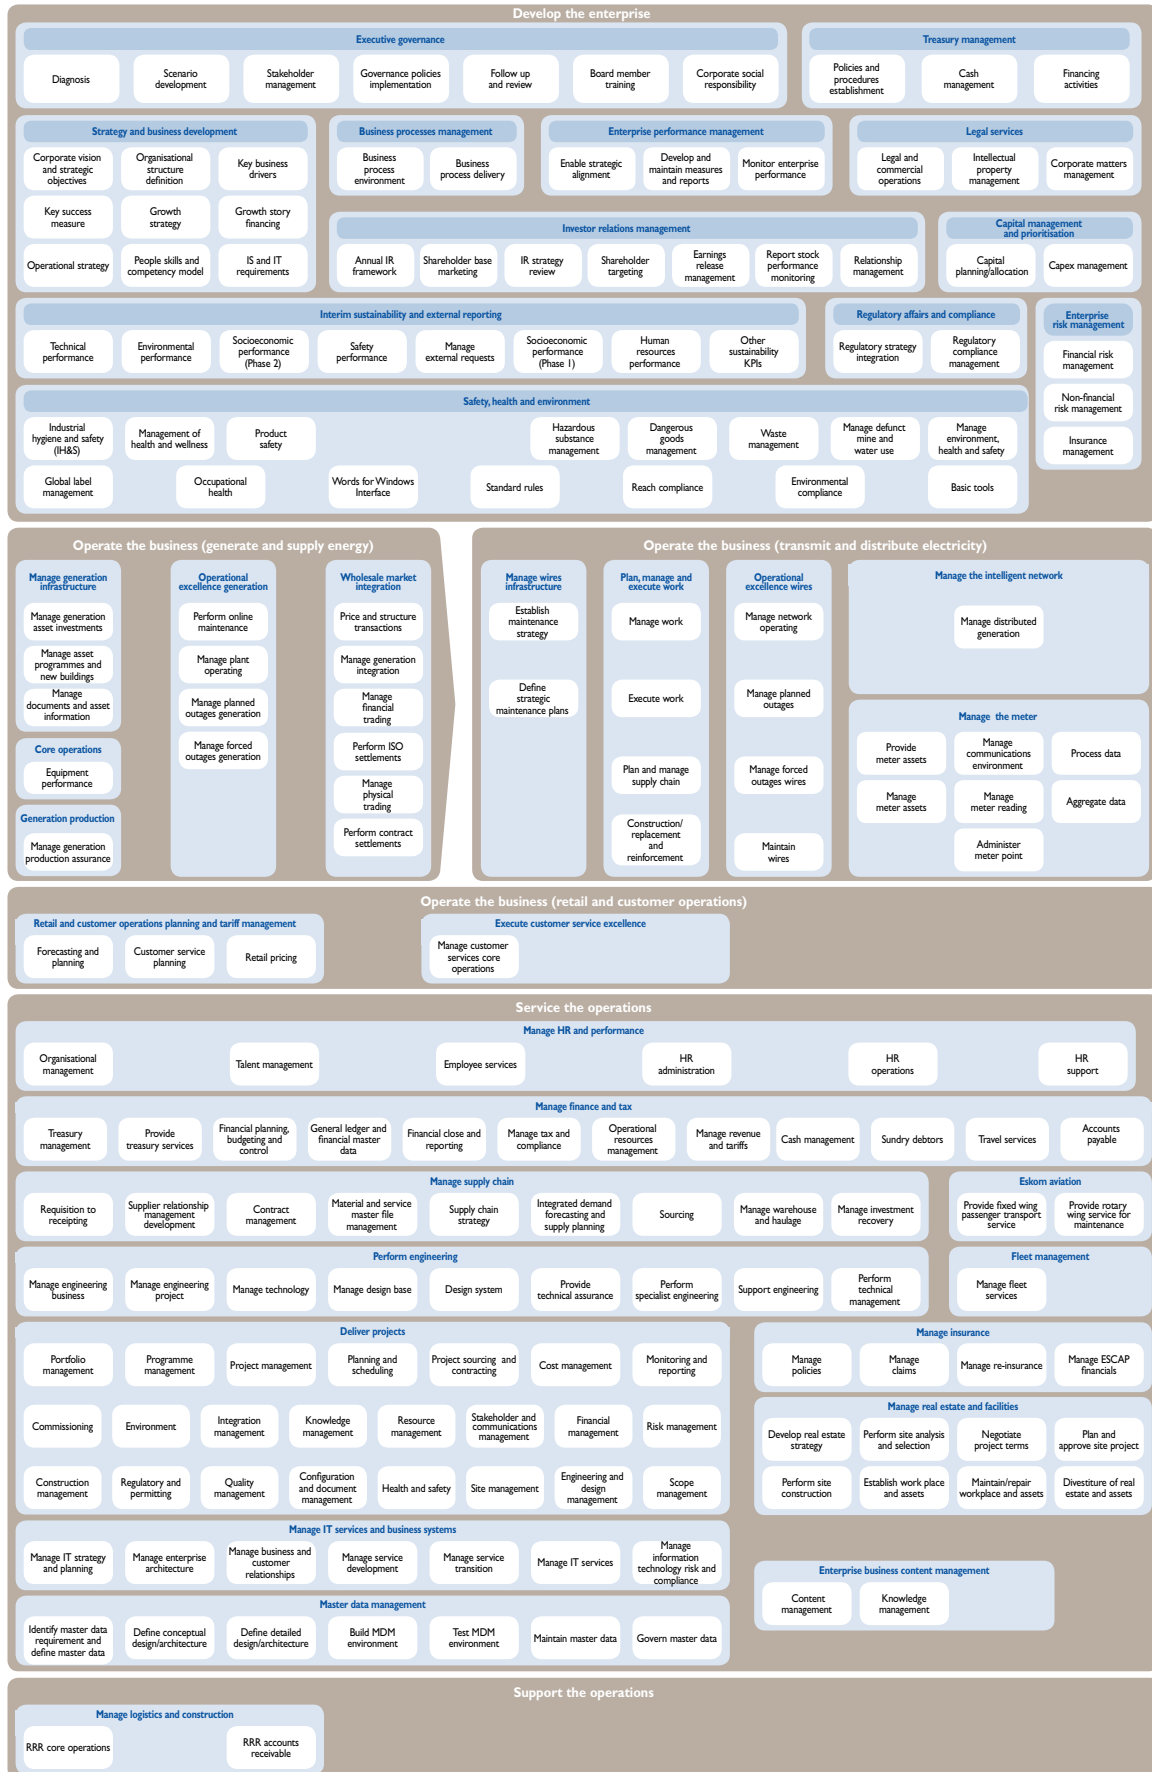 Develop the enterprise
Executive governance
Diagnosis
Scenario
development
Stakeholder
management
Governance policies
implementation
Follow up
and review
Board member
training
Corporate social
responsibility
Treasury management
Policies and
procedures
establishment
Cash
management
Financing
activities
Strategy and business development
Corporate vision
and strategic
objectives
Organisational
structure
definition
Key business
drivers
Key success
measure
Growth
strategy
Growth story
financing
Operational strategy
People skills and
competency model
IS and IT
requirements
Business processes management
Business
process
environment
Business
process delivery
Enterprise performance management
Enable strategic
alignment
Develop and
maintain measures
and reports
Monitor enterprise
performance
Legal services
Legal and
commercial
operations
Intellectual
property
management
Corporate matters
management
Investor relations management
Annual IR
framework
Shareholder base
marketing
IR strategy
review
Shareholder
targeting
Earnings
release
management
Report stock
performance
monitoring
Relationship
management
Capital management
and prioritisation
Capital
planning/allocation
Capex management
Interim sustainability and external reporting
Technical
performance
Environmental
performance
Socioeconomic
performance
(Phase 2)
Safety
performance
Manage
external requests
Socioeconomic
performance
(Phase 1)
Human
resources
performance
Other
sustainability
KPIs
Regulatory affairs and compliance
Regulatory strategy
integration
Regulatory
compliance
management
Enterprise
risk management
Financial risk
management
Non-financial
risk management
Insurance
management
Safety, health and environment
Industrial
hygiene and safety
(IH&S)
Management of
health and wellness
Product
safety
Hazardous
substance
management
Dangerous
goods
management
Waste
management
Manage defunct
mine and
water use
Manage
environment,
health and safety
Global label
management
Occupational
health
Words for Windows
Interface
Standard rules
Reach compliance
Environmental
compliance
Basic tools
Operate the business (generate and supply energy)
Manage generation
infrastructure
Manage generation
asset investments
Manage asset
programmes and
new buildings
Manage
documents and asset
information
Core operations
Equipment
performance
Generation production
Manage generation
production assurance
Operational
excellence generation
Perform online
maintenance
Manage plant
operating
Manage planned
outages generation
Manage forced
outages generation
Wholesale market
integration
Price and structure
transactions
Manage generation
integration
Manage
financial
trading
Perform ISO
settlements
Manage
physical
trading
Perform contract
settlements
Operate the business (transmit and distribute electricity)
Manage wires
infrastructure
Establish
maintenance
strategy
Define
strategic
maintenance plans
Plan, manage and
execute work
Manage work
Execute work
Plan and manage
supply chain
Construction/
replacement
and
reinforcement
Operational
excellence wires
Manage network
operating
Manage planned
outages
Manage forced
outages wires
Maintain
wires
Manage the intelligent network
Manage distributed
generation
Manage the meter
Provide
meter assets
Manage
communications
environment
Process data
Manage
meter assets
Manage
meter reading
Aggregate data
Administer
meter point
Operate the business (retail and customer operations)
Retail and customer operations planning and tariff management
Forecasting and
planning
Customer service
planning
Retail pricing
Execute customer service excellence
Manage customer
services core
operations
Service the operations
Manage HR and performance
Organisational
management
Talent management
Employee services
HR
administration
HR
operations
HR
support
Manage finance and tax
Treasury
management
Provide
treasury services
Financial planning,
budgeting and
control
General ledger and
financial master
data
Financial close and
reporting
Manage tax and
compliance
Operational
resources
management
Manage revenue
and tariffs
Cash management
Sundry debtors
Travel services
Accounts
payable
Manage supply chain
Requisition to
receipting
Supplier relationship
management
development
Contract
management
Material and service
master file
management
Supply chain
strategy
Integrated demand
forecasting and
supply planning
Sourcing
Manage warehouse
and haulage
Manage investment
recovery
Eskom aviation
Provide fixed wing
passenger transport
service
Provide rotary
wing service for
maintenance
Perform engineering
Manage engineering
business
Manage engineering
project
Manage technology
Manage design base
Design system
Provide
technical assurance
Perform
specialist engineering
Support engineering
Perform
technical
management
Fleet management
Manage fleet
services
Deliver projects
Portfolio
management
Programme
management
Project management
Planning and
scheduling
Project sourcing and
contracting
Cost management
Monitoring and
reporting
Commissioning
Environment
Integration
management
Knowledge
management
Resource
management
Stakeholder and
communications
management
Financial
management
Risk management
Construction
management
Regulatory and
permitting
Quality
management
Configuration
and document
management
Health and safety
Site management
Engineering and
design
management
Scope
management
Manage insurance
Manage
policies
Manage
claims
Manage re-insurance
Manage ESCAP
financials
Manage real estate and facilities
Develop real estate
strategy
Perform site analysis
and selection
Negotiate
project terms
Plan and
approve site project
Perform site
construction
Establish work place
and assets
Maintain/repair
workplace and assets
Divestiture of real
estate and assets
Manage IT services and business systems
Manage IT strategy
and planning
Manage enterprise
architecture
Manage business and
customer
relationships
Manage service
development
Manage service
transition
Manage IT services
Manage
information
technology risk and
compliance
Enterprise business content management
Content
management
Knowledge
management
Master data management
Identify master data
requirement and
define master data
Define conceptual
design/architecture
Define detailed
design/architecture
Build MDM
environment
Test MDM
environment
Maintain master data
Govern master data
Support the operations
Manage logistics and construction
RRR core operations
RRR accounts
receivable